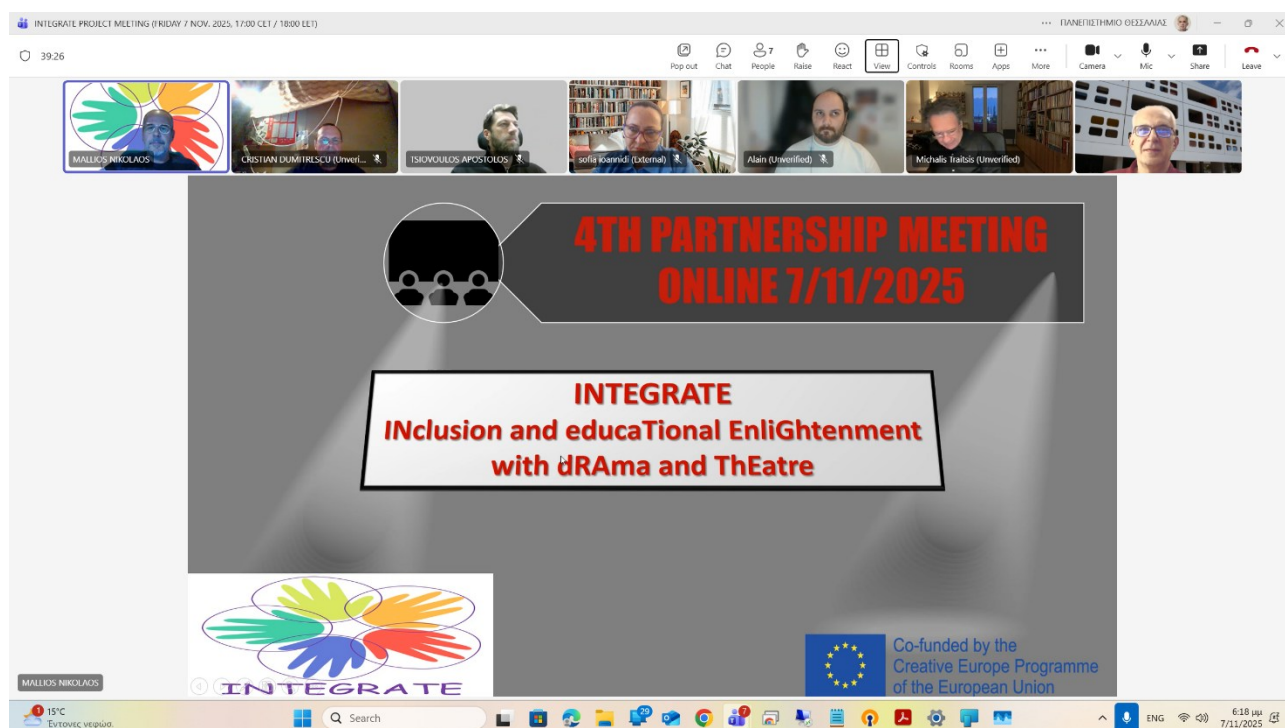 INTEGRATE PROJECT MEETING (FRIDAY 7 NOV. 2025, 17:00 CET / 18:00 EET)
ΠΑΝΕΠΙΣΤΗΜΙΟ ΘΕΣΣΑΛΙΑΣ
39:26
Pop out
Chat
7
People
Raise
React
View
Controls
Rooms
Apps
More
Camera
Mic
Share
Leave
MALLIOS NIKOLAOS
CRISTIAN DUMITRESCU (Unveri...
TSIOVOULOS APOSTOLOS
sofia ioannidi (External)
Alain (Unverified)
Michalis Traitsis (Unverified)
4TH PARTNERSHIP MEETING
ONLINE 7/11/2025
INTEGRATE
INclusion and educaTional EnliGhtenment
with dRAma and ThEatre
INTEGRATE
Co-funded by the
Creative Europe Programme
of the European Union
MALLIOS NIKOLAOS
1
15°C
Έντονες νεφώσ.
Search
29
7
ENG
6:18 μμ
7/11/2025